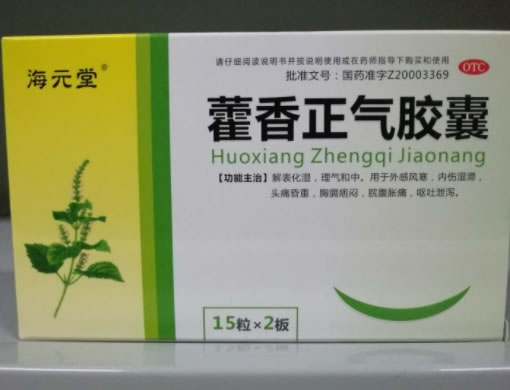 海元堂®
请仔细阅读说明书并按说明使用或在药师指导下购买和使用
批准文号：国药准字Z20003369
OTC
藿香正气胶囊
Huoxiang Zhengqi Jiaonang
【功能主治】解表化湿，理气和中。用于外感风寒，内伤湿滞，
头痛昏重，胸膈痞闷，脘腹胀痛，呕吐泄泻。
15粒×2板